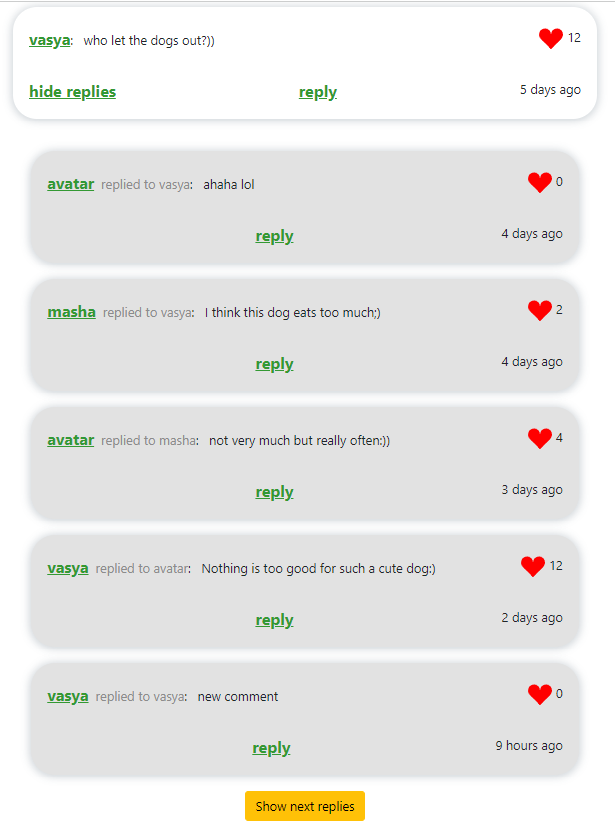 vasya: who let the dogs out?)) 12
hide replies reply 5 days ago
avatar replied to vasya: ahaha lol 0
reply 4 days ago
masha replied to vasya: I think this dog eats too much;) 2
reply 4 days ago
avatar replied to masha: not very much but really often:)) 4
reply 3 days ago
vasya replied to avatar: Nothing is too good for such a cute dog:) 12
reply 2 days ago
vasya replied to vasya: new comment 0
reply 9 hours ago
Show next replies